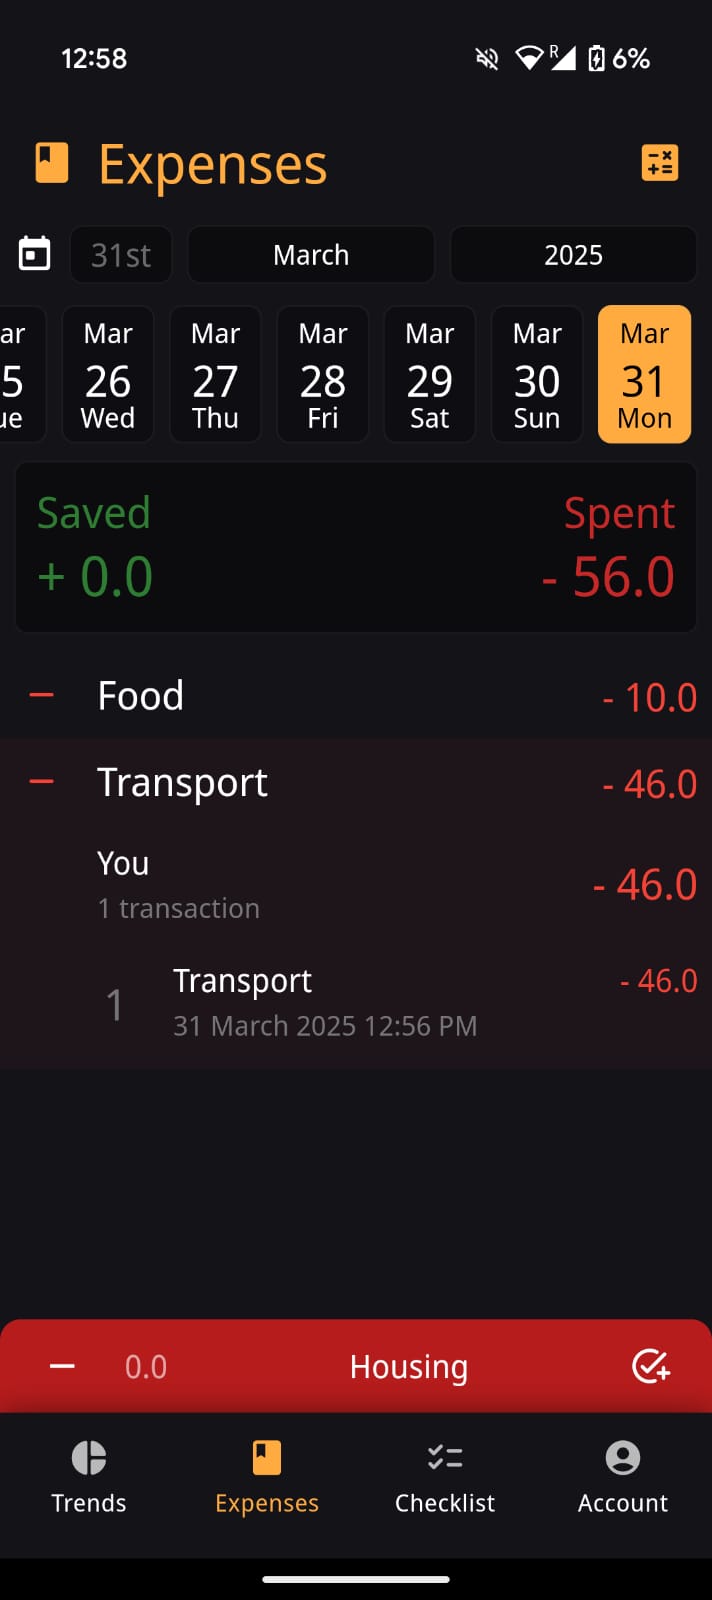 12:58 R 6%
Expenses
31st March 2025
ar Mar Mar Mar Mar Mar Mar
5 26 27 28 29 30 31
ue Wed Thu Fri Sat Sun Mon
Saved Spent
+ 0.0 - 56.0
Food - 10.0
Transport - 46.0
You
1 transaction
- 46.0
1
Transport - 46.0
31 March 2025 12:56 PM
0.0 Housing
Trends Expenses Checklist Account